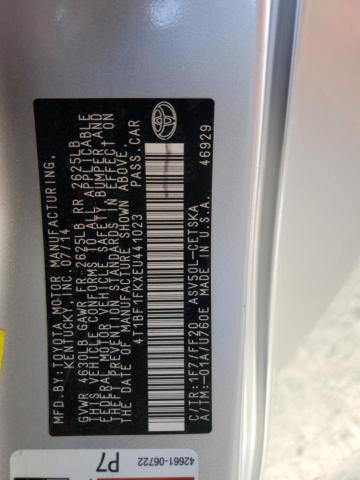 MFD.BY: TOYOTA MOTOR MANUFACTURING,
KENTUCKY, INC. 07/14
GVWR 4630LB GAWR FR 2625LB RR 2625LB
THIS VEHICLE CONFORMS TO ALL APPLICABLE
FEDERAL MOTOR VEHICLE SAFETY, BUMPER, AND
THEFT PREVENTION STANDARDS IN EFFECT ON
THE DATE OF MANUFACTURE SHOWN ABOVE.
4T1BF1FKXEU441023 PASS.CAR
C/TR:1F7/FF20 ASV50L-CETSKA
A/TM:-01A/U760E MADE IN U.S.A. 46929
42661-06722
P7